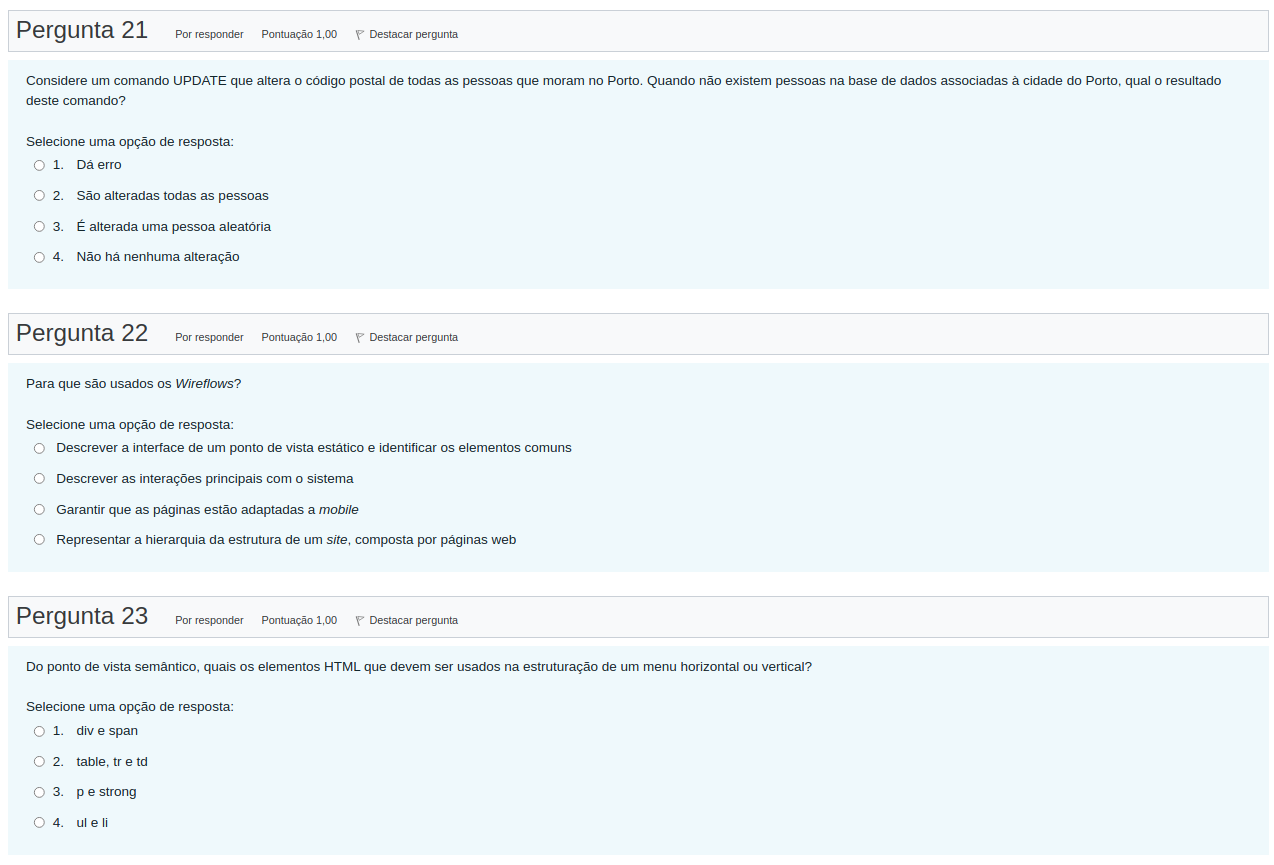 Pergunta 21 Por responder Pontuação 1,00 Destacar pergunta
Considere um comando UPDATE que altera o código postal de todas as pessoas que moram no Porto. Quando não existem pessoas na base de dados associadas à cidade do Porto, qual o resultado
deste comando?
Selecione uma opção de resposta:
1. Dá erro
2. São alteradas todas as pessoas
3. É alterada uma pessoa aleatória
4. Não há nenhuma alteração
Pergunta 22 Por responder Pontuação 1,00 Destacar pergunta
Para que são usados os Wireflows?
Selecione uma opção de resposta:
Descrever a interface de um ponto de vista estático e identificar os elementos comuns
Descrever as interações principais com o sistema
Garantir que as páginas estão adaptadas a mobile
Representar a hierarquia da estrutura de um site, composta por páginas web
Pergunta 23 Por responder Pontuação 1,00 Destacar pergunta
Do ponto de vista semântico, quais os elementos HTML que devem ser usados na estruturação de um menu horizontal ou vertical?
Selecione uma opção de resposta:
1. div e span
2. table, tr e td
3. p e strong
4. ul e li